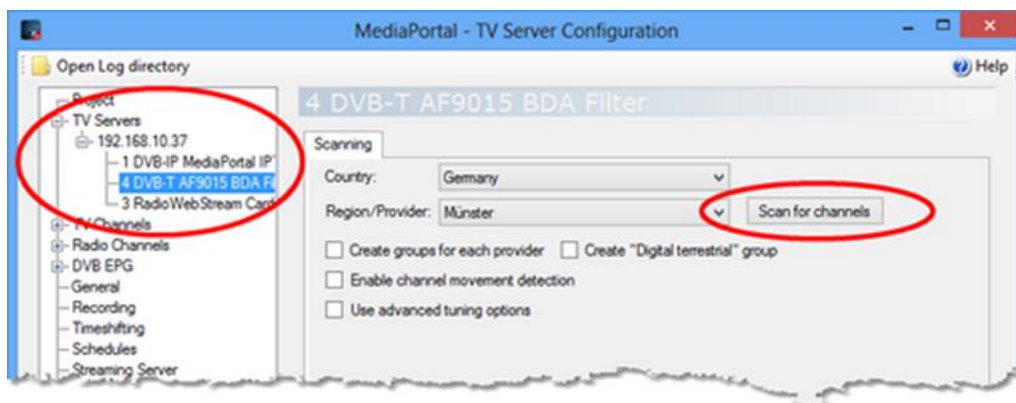 MediaPortal - TV Server Configuration
Open Log directory
Help
Project
TV Servers
192.168.10.37
1 DVB-IP MediaPortal IP
4 DVB-T AF9015 BDA Fi
3 RadioWebStream Card
TV Channels
Radio Channels
DVB EPG
General
Recording
Timeshifting
Schedules
Streaming Server
4 DVB-T AF9015 BDA Filter
Scanning
Country: Germany
Region/Provider: Münster Scan for channels
Create groups for each provider Create "Digital terrestrial" group
Enable channel movement detection
Use advanced tuning options